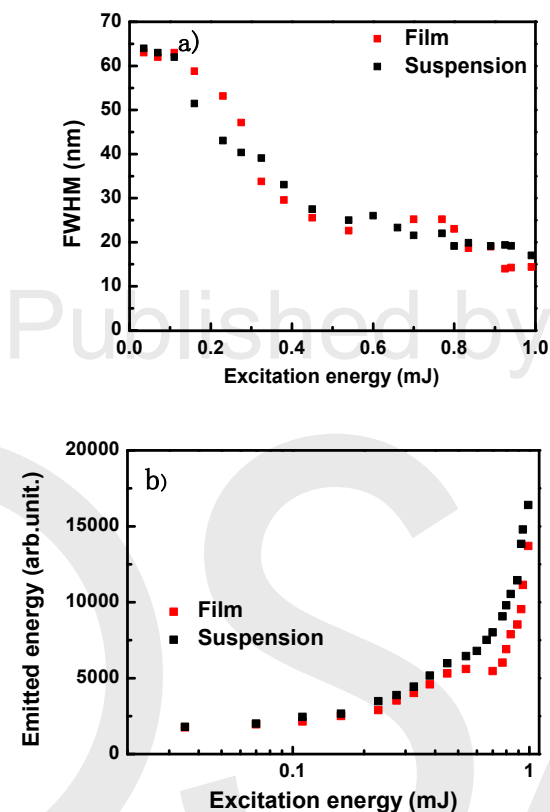 70
a)
Film
60
Suspension
50
40
30
20
10
0
FWHM (nm)
0.0 0.2 0.4 0.6 0.8 1.0
Excitation energy (mJ)
Published by
20000
b)
15000
10000
Film
Suspension
5000
0
Emitted energy (arb.unit.)
0.1 1
Excitation energy (mJ)